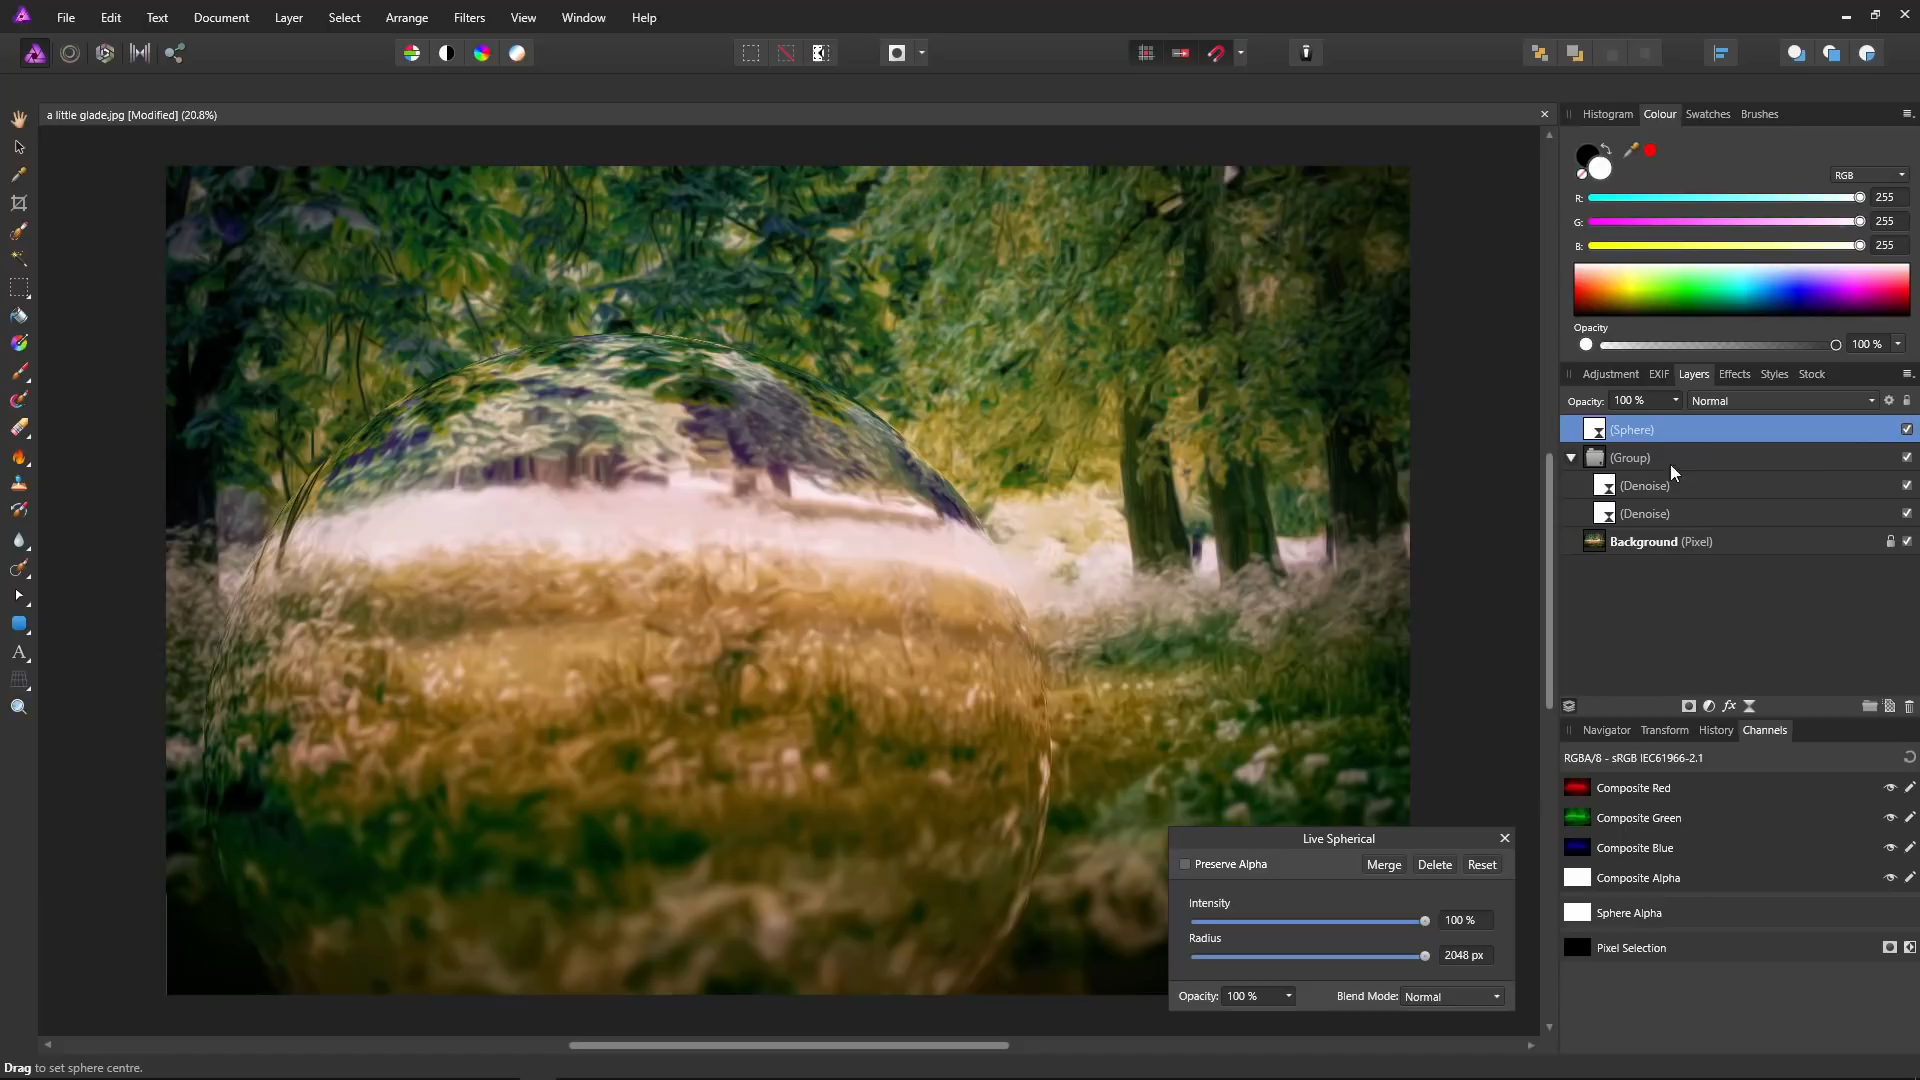 File Edit Text Document Layer Select Arrange Filters View Window Help
a little glade.jpg [Modified] (20.8%)
Histogram Colour Swatches Brushes
RGB
R: 255
G: 255
B: 255
Opacity
100 %
Adjustment EXIF Layers Effects Styles Stock
Opacity: 100 % Normal
(Sphere)
(Group)
(Denoise)
(Denoise)
Background (Pixel)
fx
Navigator Transform History Channels
RGBA/8 - sRGB IEC61966-2.1
Composite Red
Composite Green
Composite Blue
Composite Alpha
Sphere Alpha
Pixel Selection
Live Spherical
Preserve Alpha Merge Delete Reset
Intensity
100 %
Radius
2048 px
Opacity: 100 % Blend Mode: Normal
Drag to set sphere centre.